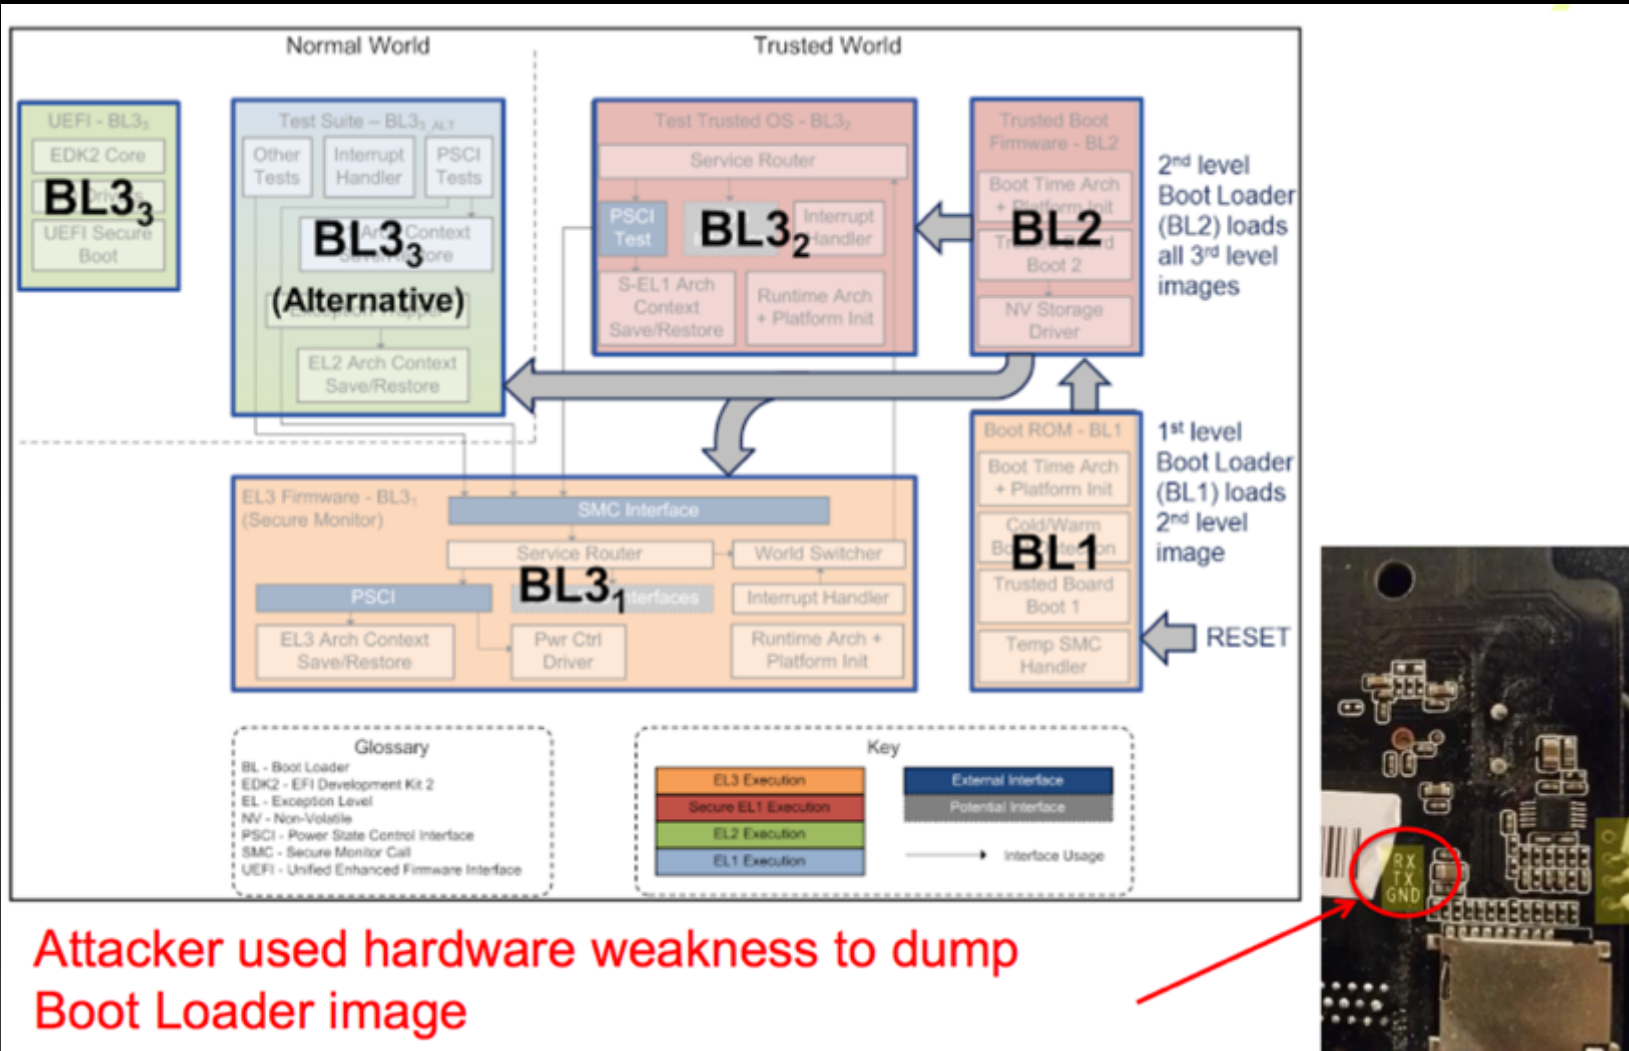 Normal World
Trusted World
UEFI - BL3₃
EDK2 Core
BL3₃
UEFI Secure
Boot
Test Suite – BL3₃_ALT
Other
Tests
Interrupt
Handler
PSCI
Tests
Context
Save/Restore
BL3₃
(Alternative)
EL2 Arch Context
Save/Restore
Test Trusted OS - BL3₂
Service Router
PSCI
Test
BL3₂
Interrupt
Handler
S-EL1 Arch
Context
Save/Restore
Runtime Arch
+ Platform Init
Trusted Boot
Firmware - BL2
Boot Time Arch
+ Platform Init
BL2
Boot 2
NV Storage
Driver
2nd level
Boot Loader
(BL2) loads
all 3rd level
images
EL3 Firmware - BL3₁
(Secure Monitor)
SMC Interface
Service Router
World Switcher
BL3₁
PSCI
Interfaces
Interrupt Handler
EL3 Arch Context
Save/Restore
Pwr Ctrl
Driver
Runtime Arch +
Platform Init
Boot ROM - BL1
Boot Time Arch
+ Platform Init
Cold/Warm
BL1
Trusted Board
Boot 1
Temp SMC
Handler
1st level
Boot Loader
(BL1) loads
2nd level
image
RESET
Glossary
BL - Boot Loader
EDK2 - EFI Development Kit 2
EL - Exception Level
NV - Non-Volatile
PSCI - Power State Control Interface
SMC - Secure Monitor Call
UEFI - Unified Enhanced Firmware Interface
Key
EL3 Execution
Secure EL1 Execution
EL2 Execution
EL1 Execution
External Interface
Potential Interface
Interface Usage
RX
TX
GND
Attacker used hardware weakness to dump
Boot Loader image